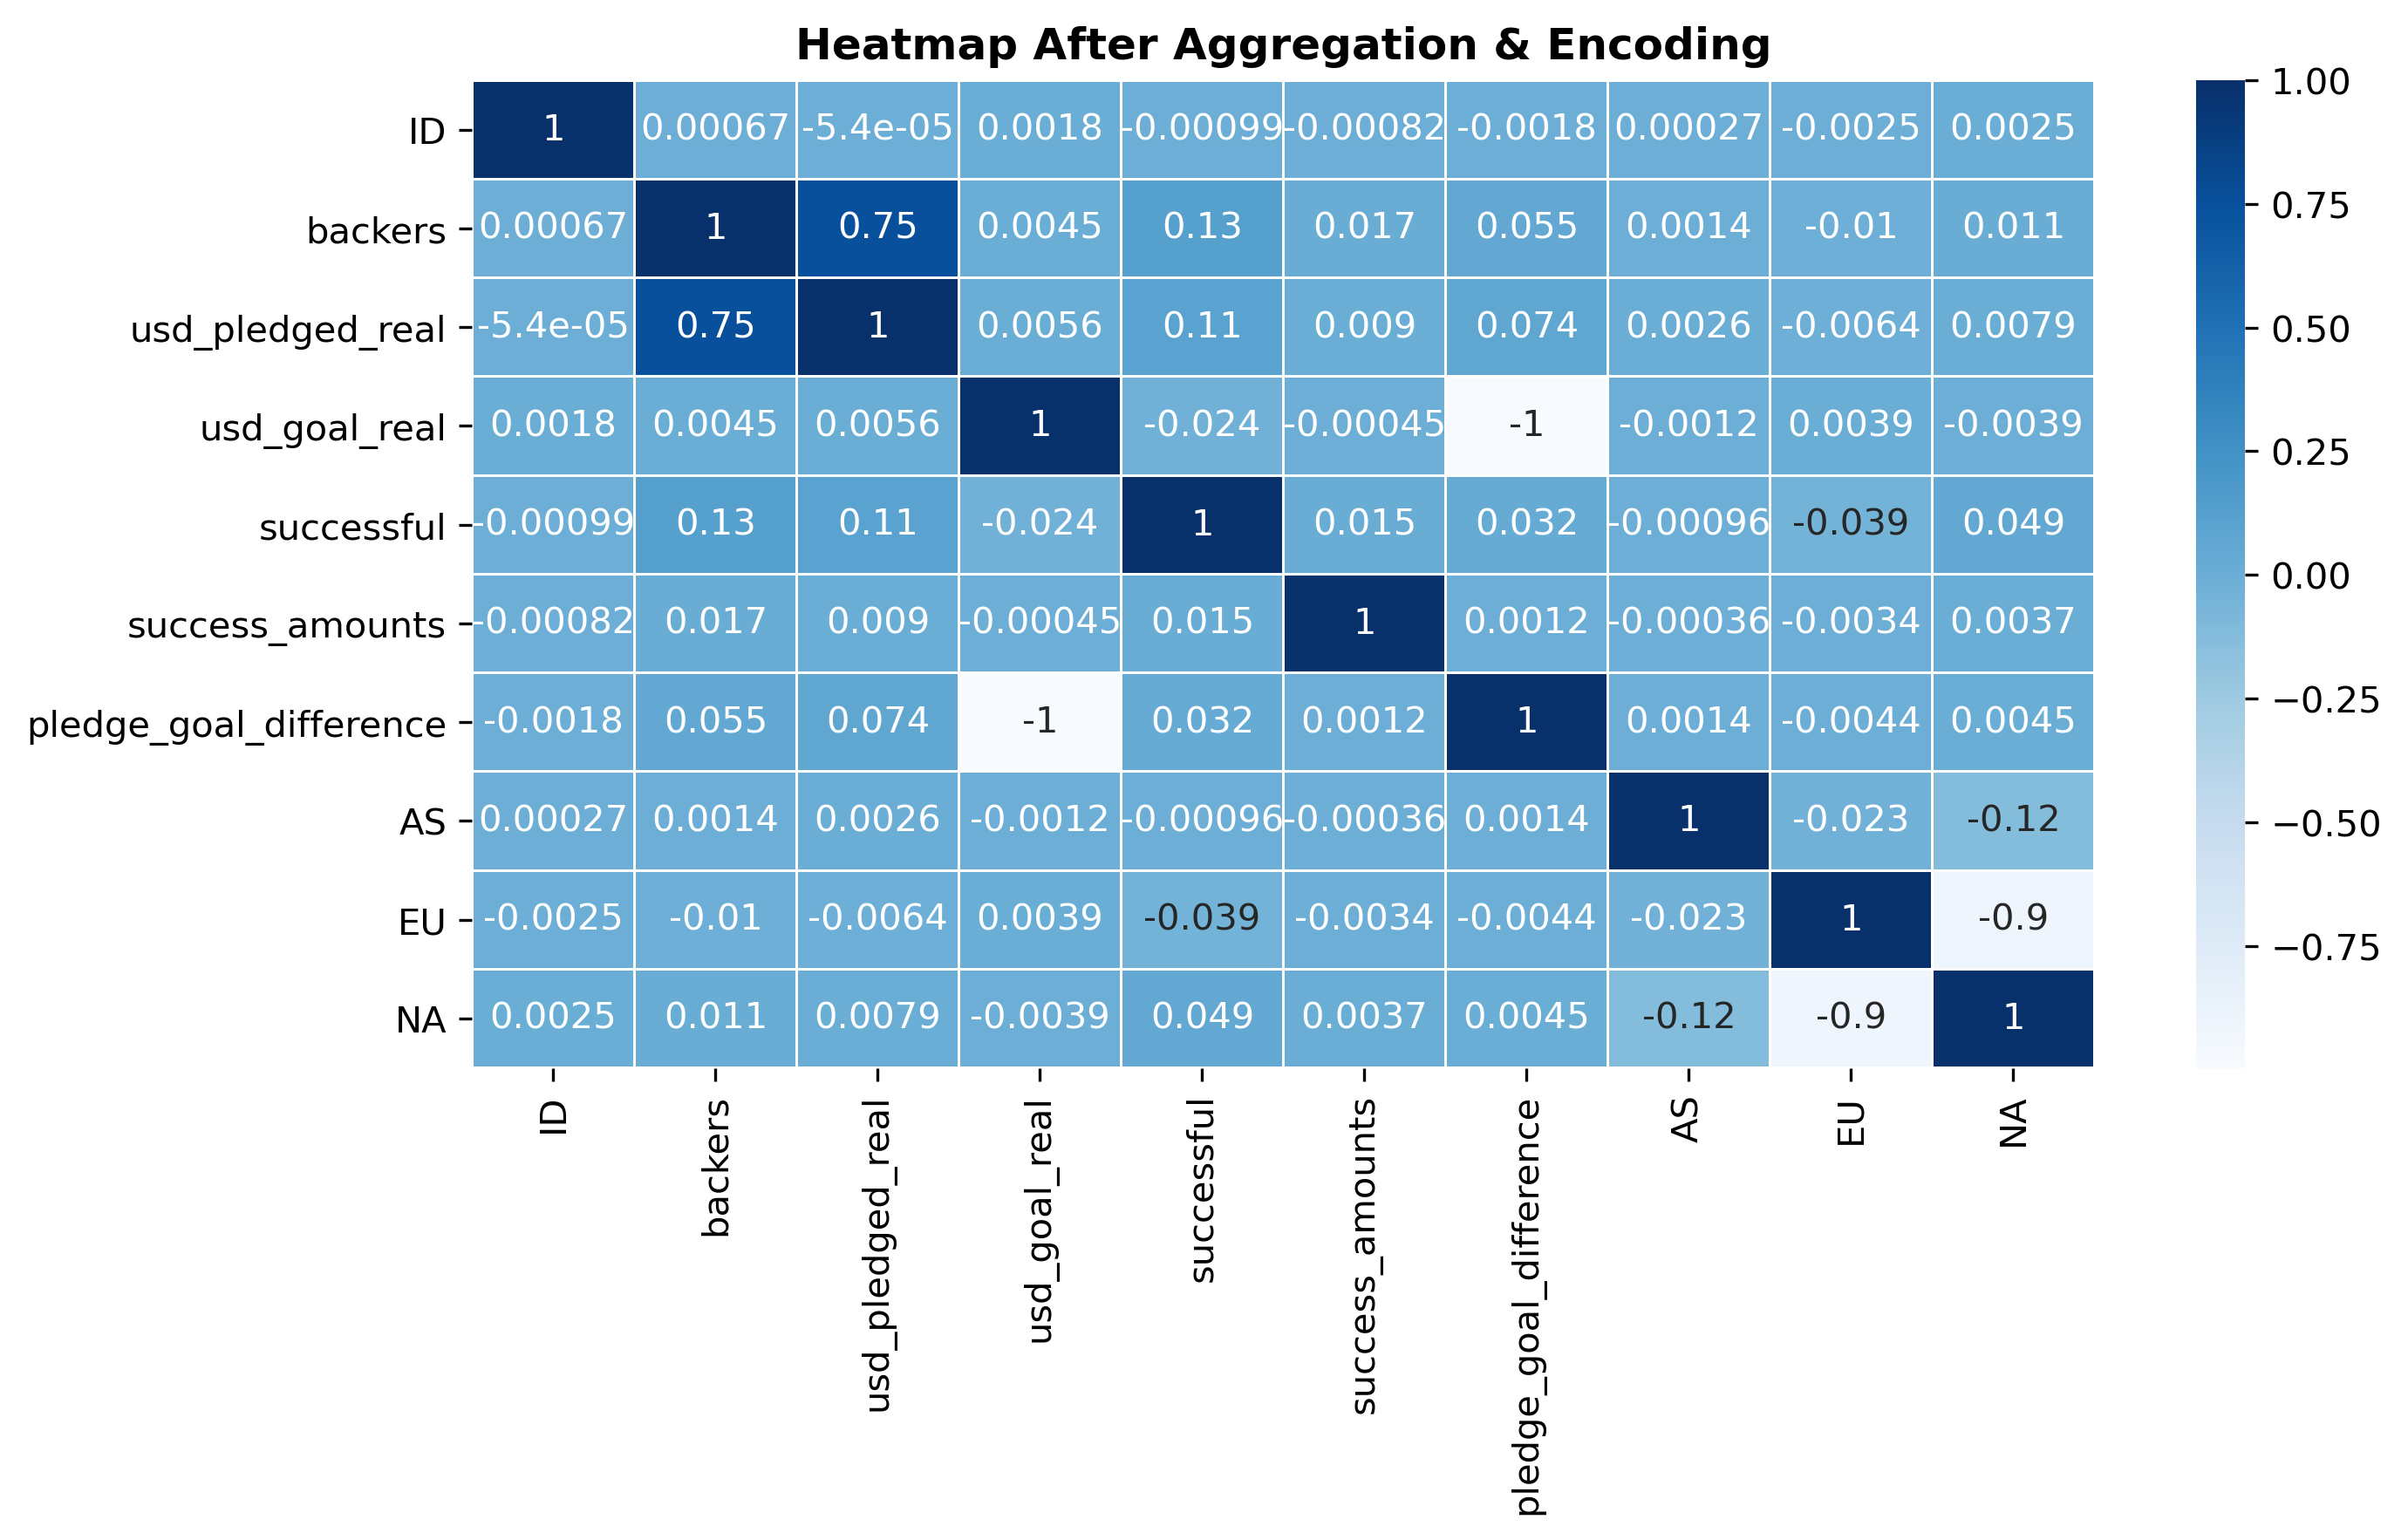 Heatmap After Aggregation & Encoding
ID 1 0.00067 -5.4e-05 0.0018 -0.00099 -0.00082 -0.0018 0.00027 -0.0025 0.0025
backers 0.00067 1 0.75 0.0045 0.13 0.017 0.055 0.0014 -0.01 0.011
usd_pledged_real -5.4e-05 0.75 1 0.0056 0.11 0.009 0.074 0.0026 -0.0064 0.0079
usd_goal_real 0.0018 0.0045 0.0056 1 -0.024 -0.00045 -1 -0.0012 0.0039 -0.0039
successful -0.00099 0.13 0.11 -0.024 1 0.015 0.032 -0.00096 -0.039 0.049
success_amounts -0.00082 0.017 0.009 -0.00045 0.015 1 0.0012 -0.00036 -0.0034 0.0037
pledge_goal_difference -0.0018 0.055 0.074 -1 0.032 0.0012 1 0.0014 -0.0044 0.0045
AS 0.00027 0.0014 0.0026 -0.0012 -0.00096 -0.00036 0.0014 1 -0.023 -0.12
EU -0.0025 -0.01 -0.0064 0.0039 -0.039 -0.0034 -0.0044 -0.023 1 -0.9
NA 0.0025 0.011 0.0079 -0.0039 0.049 0.0037 0.0045 -0.12 -0.9 1
ID
backers
usd_pledged_real
usd_goal_real
successful
success_amounts
pledge_goal_difference
AS
EU
NA
1.00
0.75
0.50
0.25
0.00
−0.25
−0.50
−0.75